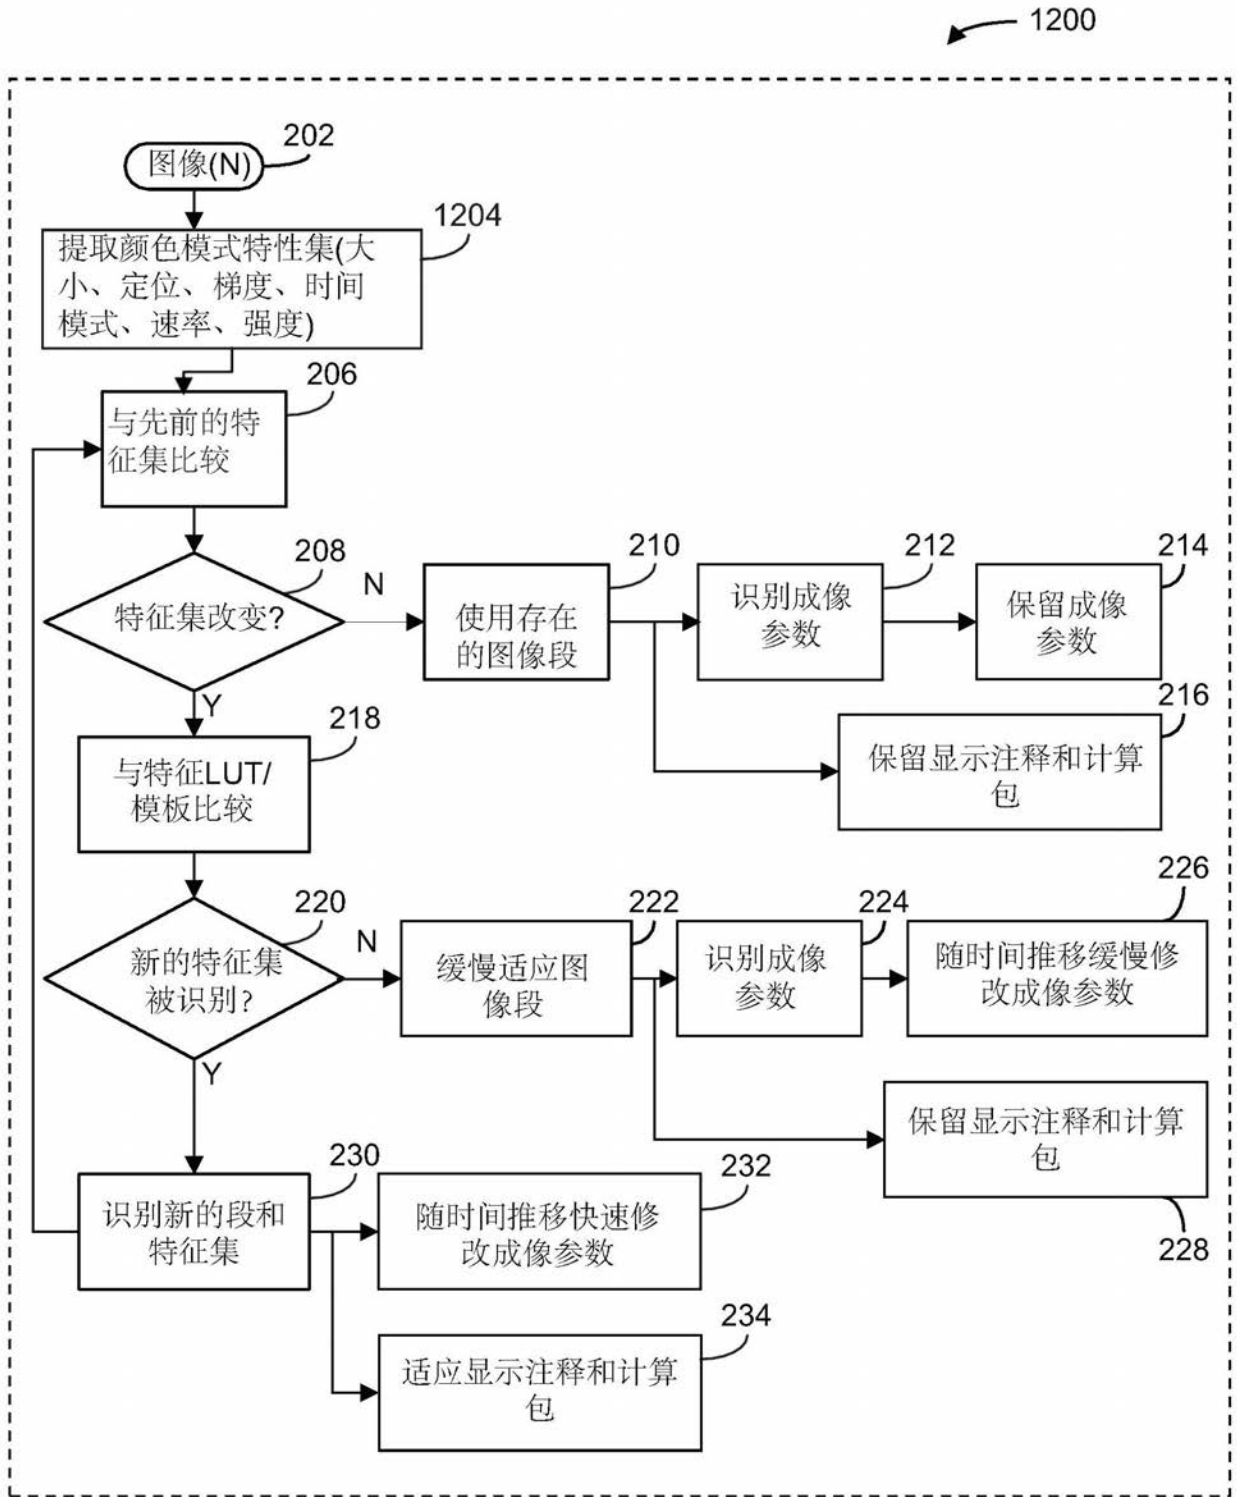 1200
202
图像(N)
1204
提取颜色模式特性集(大
小、定位、梯度、时间
模式、速率、强度)
206
与先前的特
征集比较
208
特征集改变?
N
Y
210
使用存在
的图像段
212
识别成像
参数
214
保留成像
参数
216
保留显示注释和计算
包
218
与特征LUT/
模板比较
220
新的特征集
被识别?
N
Y
222
缓慢适应图
像段
224
识别成像
参数
226
随时间推移缓慢修
改成像参数
保留显示注释和计算
包
228
230
识别新的段和
特征集
232
随时间推移快速修
改成像参数
234
适应显示注释和计算
包